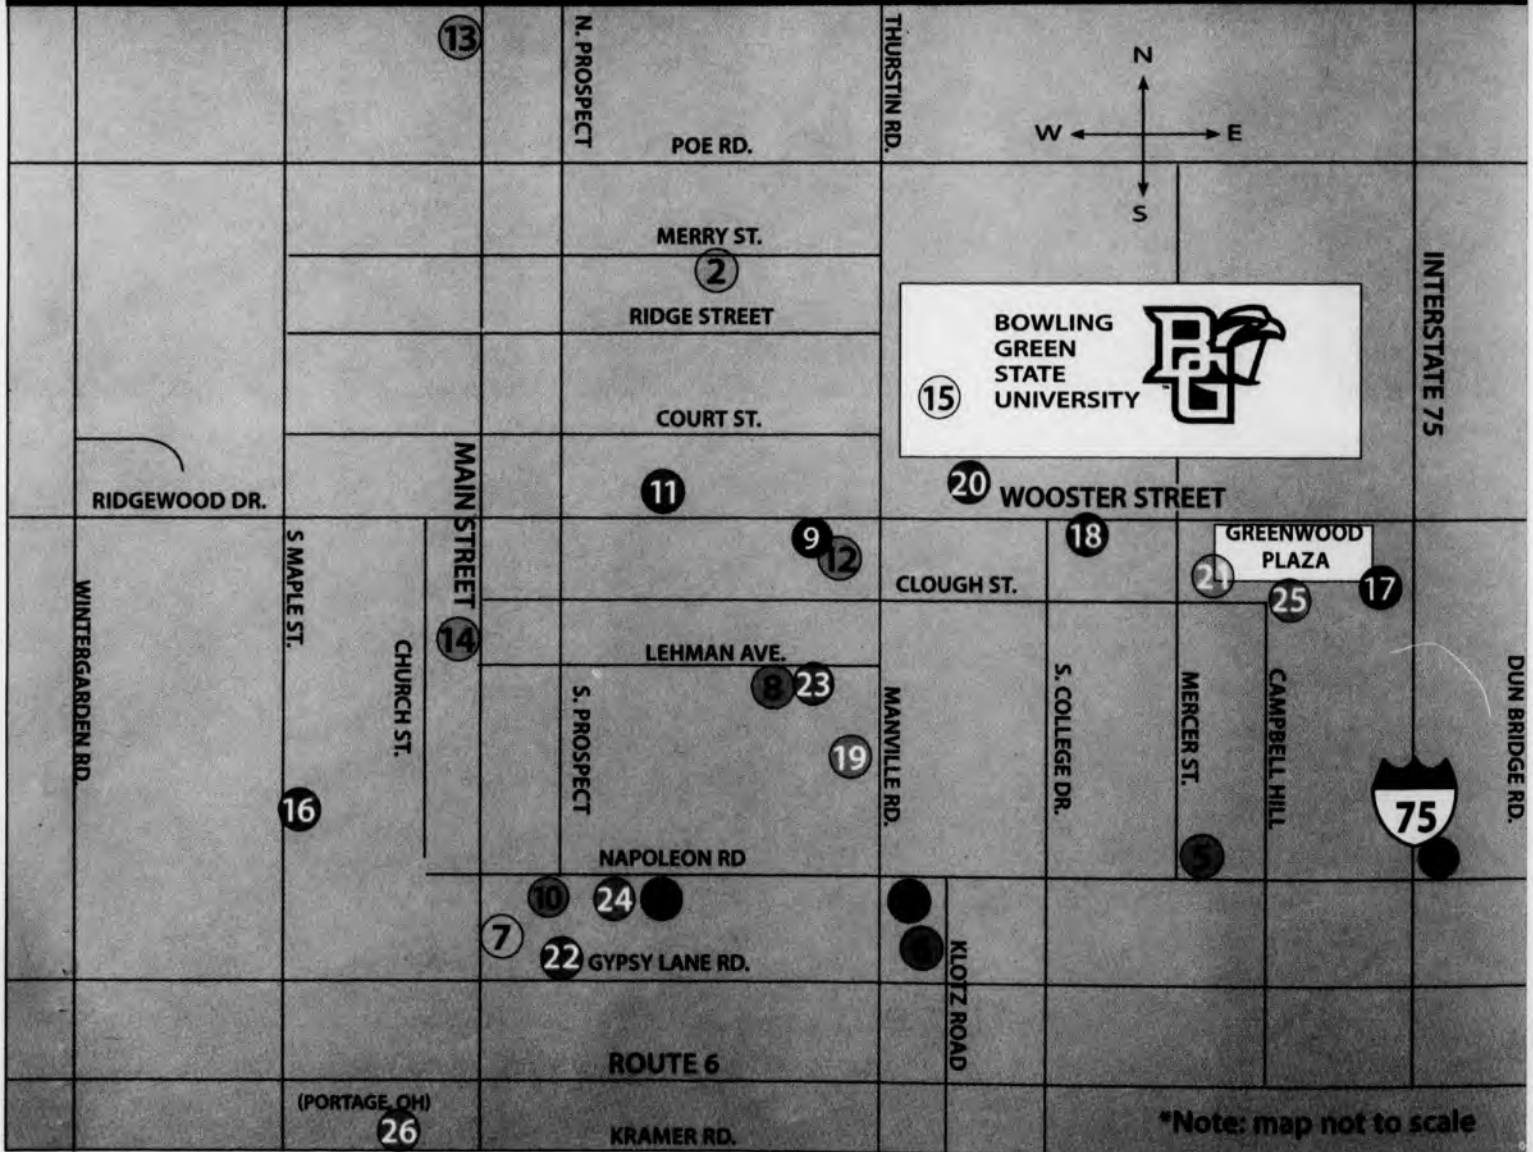 13
N. PROSPECT
THURSTIN RD.
N
W
E
S
POE RD.
MERRY ST.
2
RIDGE STREET
BOWLING
GREEN
STATE
UNIVERSITY
BG
15
INTERSTATE 75
COURT ST.
MAIN STREET
RIDGEWOOD DR.
11
20
WOOSTER STREET
9
12
18
GREENWOOD
PLAZA
21
25
17
CLOUGH ST.
S MAPLE ST.
WINTERGARDEN RD.
CHURCH ST.
14
LEHMAN AVE.
8
23
S. PROSPECT
19
MANVILLE RD.
S. COLLEGE DR.
MERCER ST.
CAMPBELL HILL
DUN BRIDGE RD.
75
16
NAPOLEON RD
5
10
24
7
22
GYPSY LANE RD.
6
KLOTZ ROAD
ROUTE 6
(PORTAGE, OH)
26
KRAMER RD.
*Note: map not to scale